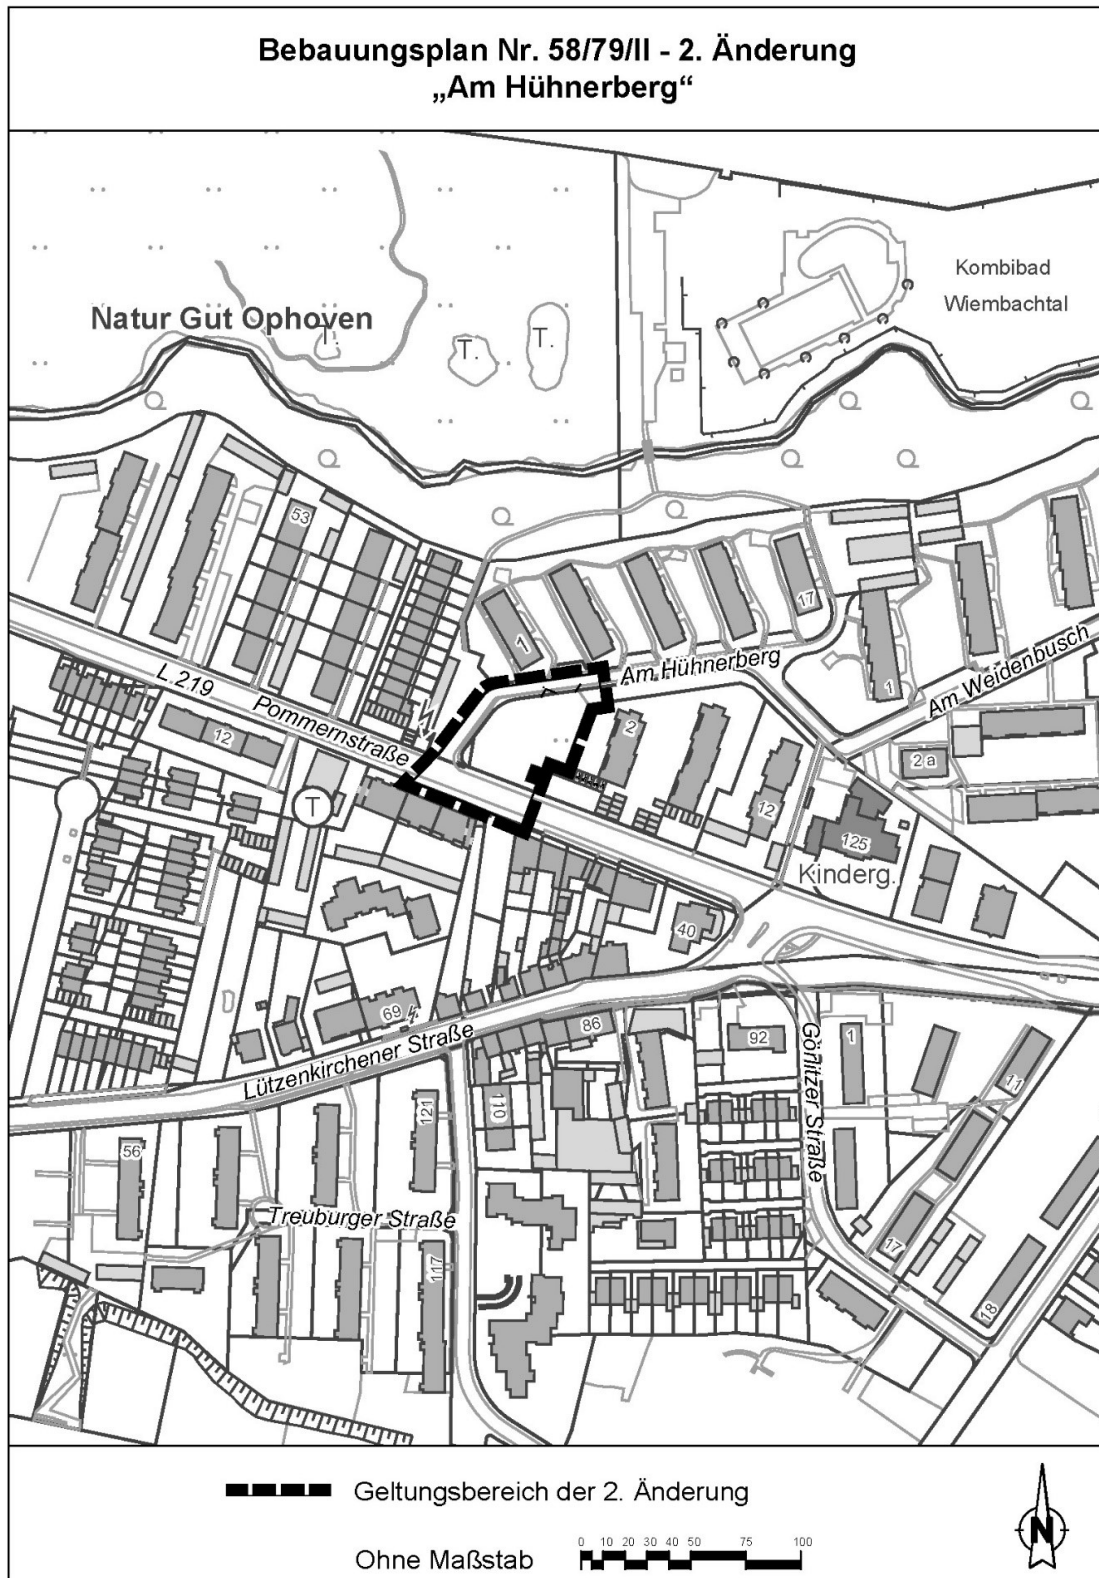 Bebauungsplan Nr. 58/79/II - 2. Änderung
„Am Hühnerberg“
Kombibad
Wiembachtal
Natur Gut Ophoven
T.
T.
T.
53
1
17
Am Hühnerberg
1
Am Weidenbusch
L.219
Pommernstraße
12
2
2a
12
125
T
Kinderg.
40
69
86
92
1
Görlitzer Straße
11
Lützenkirchener Straße
121
110
56
Treuburger Straße
117
17
18
Geltungsbereich der 2. Änderung
Ohne Maßstab
0 10 20 30 40 50 75 100
N